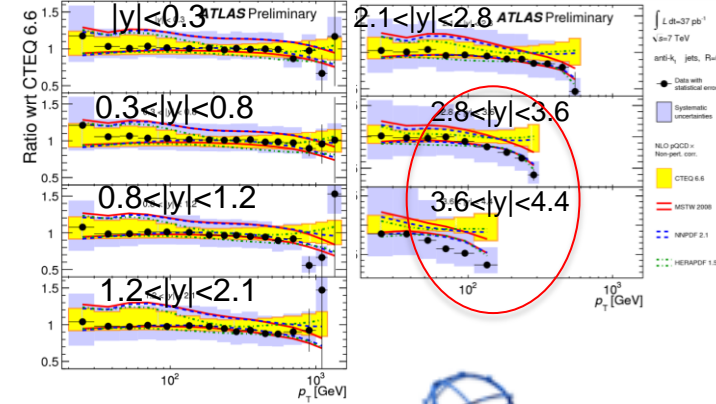 Ratio wrt CTEQ 6.6
|y|<0.3
ATLAS Preliminary
1.5
1
0.5
0.3<|y|<0.8
1.5
1
0.5
0.8<|y|<1.2
1.5
1
0.5
1.2<|y|<2.1
1.5
1
0.5
10² 10³
p_T [GeV]
2.1<|y|<2.8
ATLAS Preliminary
2.8<|y|<3.6
3.6<|y|<4.4
10² 10³
p_T [GeV]
∫ L dt=37 pb⁻¹
√s=7 TeV
anti-k_t jets,
Data with
statistical
Systematic
uncertainties
NLO pQCD×
Non-pert. corr.
CTEQ 6.6
MSTW 2008
NNPDF 2.1
HERAPDF 1.5